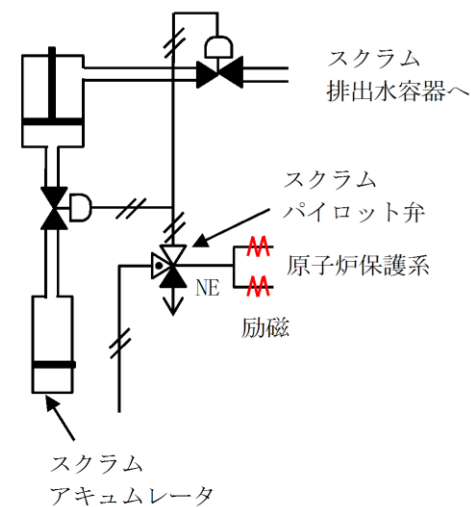 スクラム
排出水容器へ
スクラム
パイロット弁
原子炉保護系
NE
励磁
スクラム
アキュムレータ